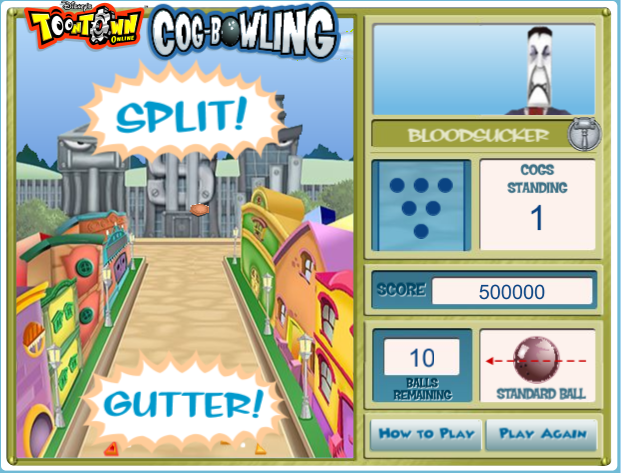 Disney's
TOONTOWN
ONLINE
COG-BOWLING
SPLIT!
GUTTER!
BLOODSUCKER
COGS
STANDING
1
SCORE 500000
10
BALLS
REMAINING
STANDARD BALL
HOW TO PLAY
PLAY AGAIN